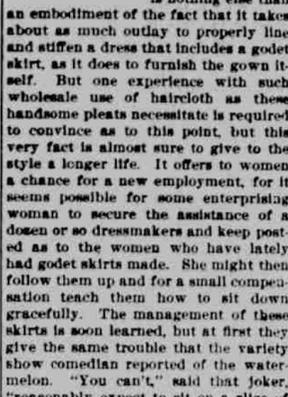 is nothing else than
an embodiment of the fact that it takes
about as much outlay to properly line
and stiffen a dress that includes a godet
skirt, as it does to furnish the gown it-
self. But one experience with such
wholesale use of haircloth as these
handsome pleats necessitate is required
to convince as to this point, but this
very fact is almost sure to give to the
style a longer life. It offers to women
a chance for a new employment, for it
seems possible for some enterprising
woman to secure the assistance of a
dozen or so dressmakers and keep post-
ed as to the women who have lately
had godet skirts made. She might then
follow them up and for a small compen-
sation teach them how to sit down
gracefully. The management of these
skirts is soon learned, but at first they
give the same trouble that the variety
show comedian reported of the water-
melon. "You can't," said that joker,
"reasonably expect to sit on a slice of